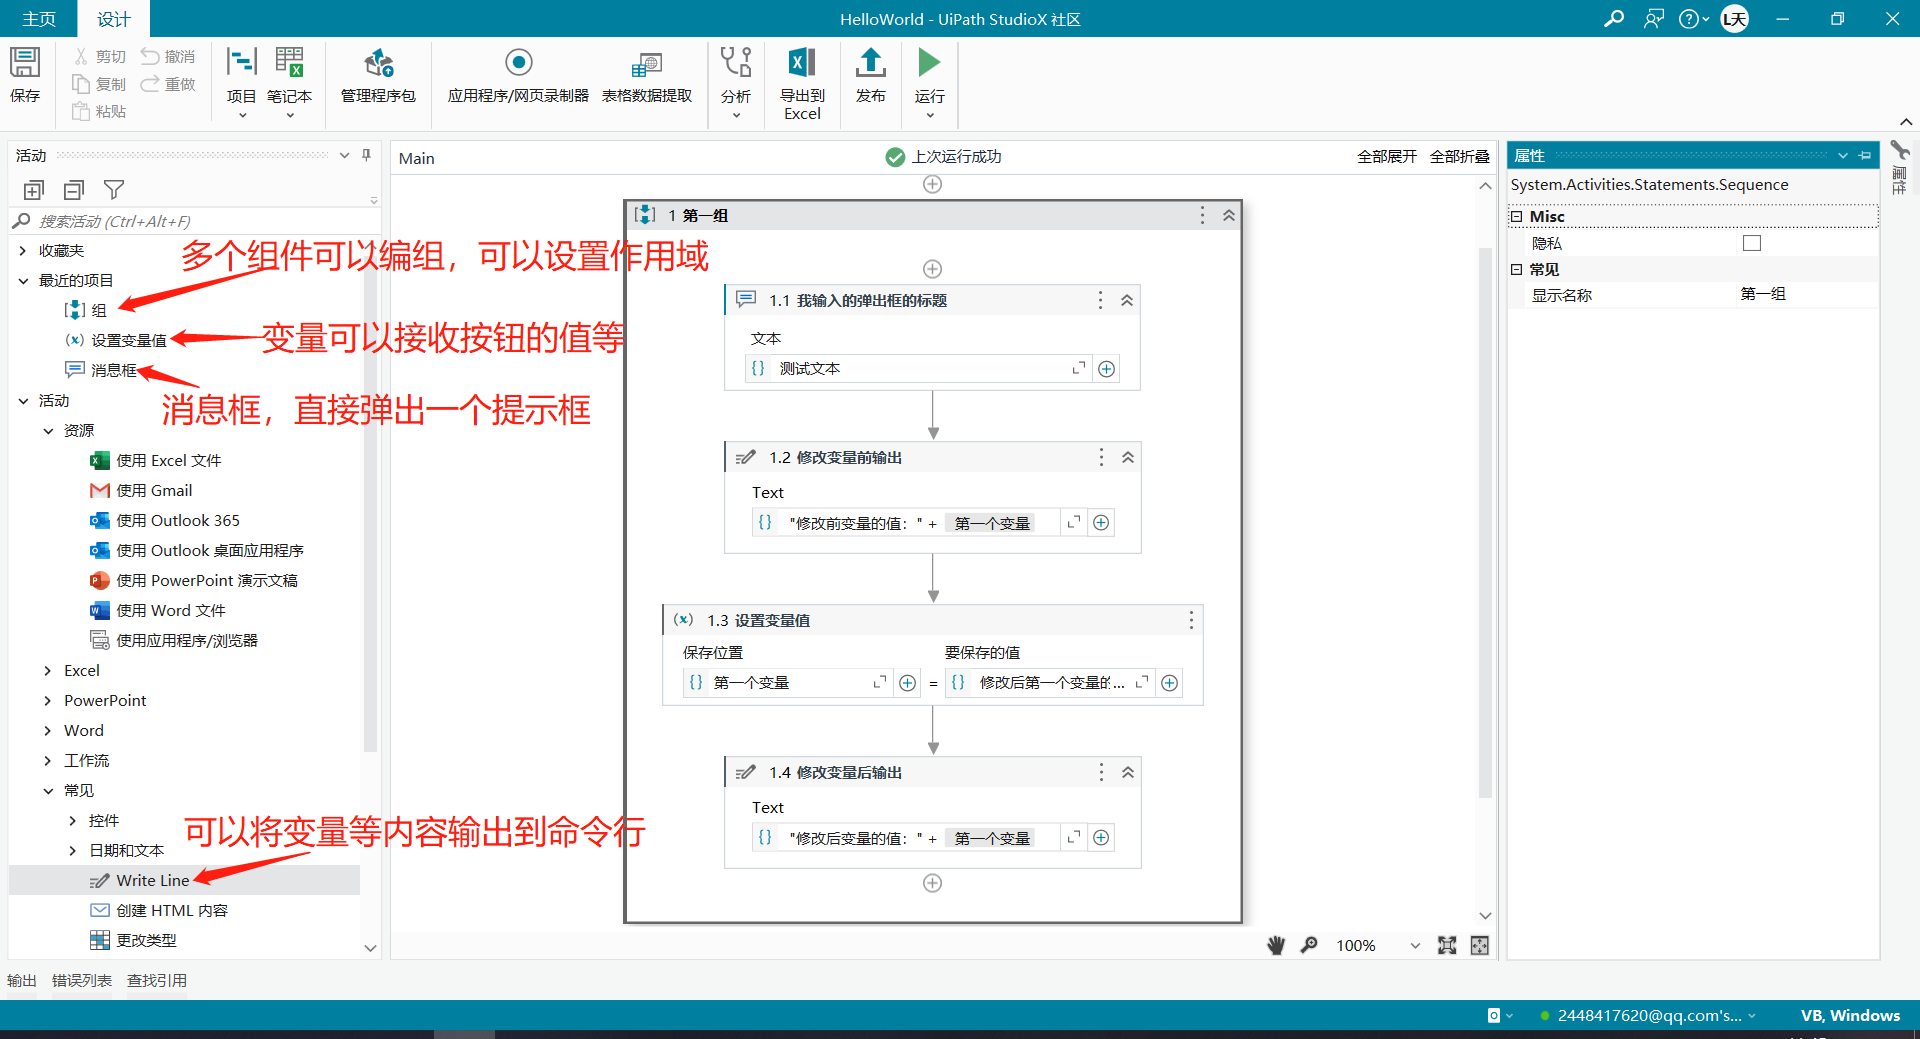 主页 设计 HelloWorld - UiPath StudioX 社区 L天
保存 剪切 复制 粘贴 撤消 重做 项目 笔记本 管理程序包 应用程序/网页录制器 表格数据提取 分析 导出到 Excel 发布 运行
活动
搜索活动 (Ctrl+Alt+F)
收藏夹
最近的项目
组
设置变量值
消息框
活动
资源
使用 Excel 文件
使用 Gmail
使用 Outlook 365
使用 Outlook 桌面应用程序
使用 PowerPoint 演示文稿
使用 Word 文件
使用应用程序/浏览器
Excel
PowerPoint
Word
工作流
常见
控件
日期和文本
Write Line
创建 HTML 内容
更改类型
多个组件可以编组，可以设置作用域
变量可以接收按钮的值等
消息框，直接弹出一个提示框
可以将变量等内容输出到命令行
Main 上次运行成功 全部展开 全部折叠
1 第一组
1.1 我输入的弹出框的标题
文本
{} 测试文本
1.2 修改变量前输出
Text
{} "修改前变量的值：" + 第一个变量
(x) 1.3 设置变量值
保存位置 要保存的值
{} 第一个变量 = {} 修改后第一个变量的...
1.4 修改变量后输出
Text
{} "修改后变量的值：" + 第一个变量
100%
属性
System.Activities.Statements.Sequence
Misc
隐私
常见
显示名称 第一组
属性
输出 错误列表 查找引用
2448417620@qq.com's... VB, Windows